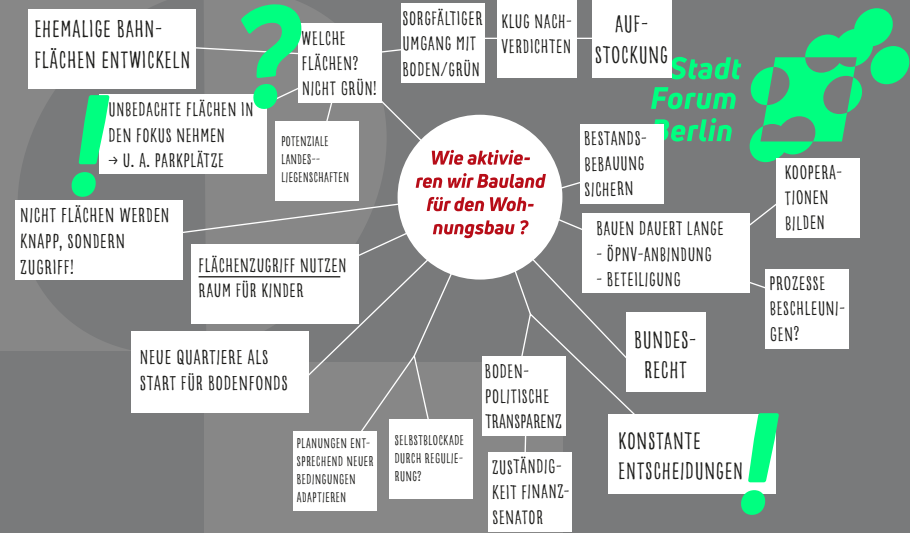 EHEMALIGE BAHN-
FLÄCHEN ENTWICKELN
?
WELCHE
FLÄCHEN?
NICHT GRÜN!
SORGFÄLTIGER
UMGANG MIT
BODEN/GRÜN
KLUG NACH-
VERDICHTEN
AUF-
STOCKUNG
Stadt
Forum
Berlin
!
UNBEDACHTE FLÄCHEN IN
DEN FOKUS NEHMEN
→ U. A. PARKPLÄTZE
POTENZIALE
LANDES--
LIEGENSCHAFTEN
Wie aktivie-
ren wir Bauland
für den Woh-
nungsbau ?
BESTANDS-
BEBAUUNG
SICHERN
KOOPERA-
TIONEN
BILDEN
NICHT FLÄCHEN WERDEN
KNAPP, SONDERN
ZUGRIFF!
BAUEN DAUERT LANGE
- ÖPNV-ANBINDUNG
- BETEILIGUNG
FLÄCHENZUGRIFF NUTZEN
RAUM FÜR KINDER
PROZESSE
BESCHLEUNI-
GEN?
NEUE QUARTIERE ALS
START FÜR BODENFONDS
BUNDES-
RECHT
BODEN-
POLITISCHE
TRANSPARENZ
PLANUNGEN ENT-
SPRECHEND NEUER
BEDINGUNGEN
ADAPTIEREN
SELBSTBLOCKADE
DURCH REGULIE-
RUNG?
ZUSTÄNDIG-
KEIT FINANZ-
SENATOR
KONSTANTE
ENTSCHEIDUNGEN
!